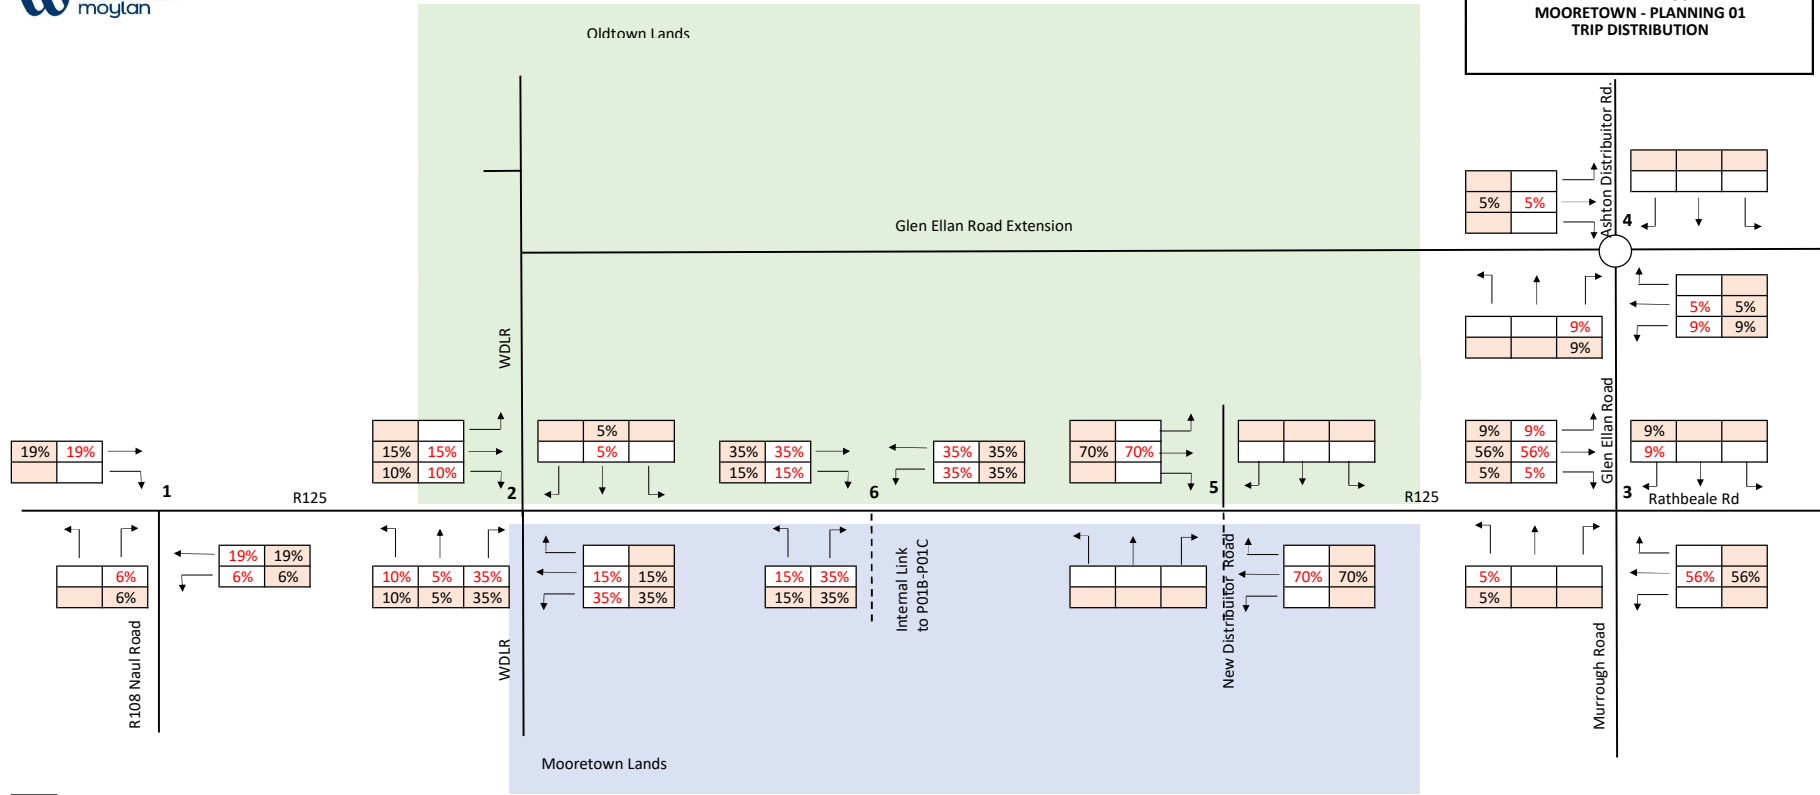 moylan
MOORETOWN - PLANNING 01
TRIP DISTRIBUTION
Oldtown Lands
Ashton Distribuitor Rd.
5% 5%
4
Glen Ellan Road Extension
5% 5%
9% 9%
9%
9%
WDLR
Glen Ellan Road
19% 19%
15% 15%
10% 10%
5%
5%
35% 35%
15% 15%
35% 35%
35% 35%
70% 70%
9% 9%
56% 56%
5% 5%
9%
9%
1
R125
2
6
5
R125
3
Rathbeale Rd
6%
6%
19% 19%
6% 6%
10% 5% 35%
10% 5% 35%
15% 15%
35% 35%
15% 35%
15% 35%
Internal Link
to P01B-P01C
New Distribuitor Road
70% 70%
5%
5%
56% 56%
R108 Naul Road
WDLR
Murrough Road
Mooretown Lands